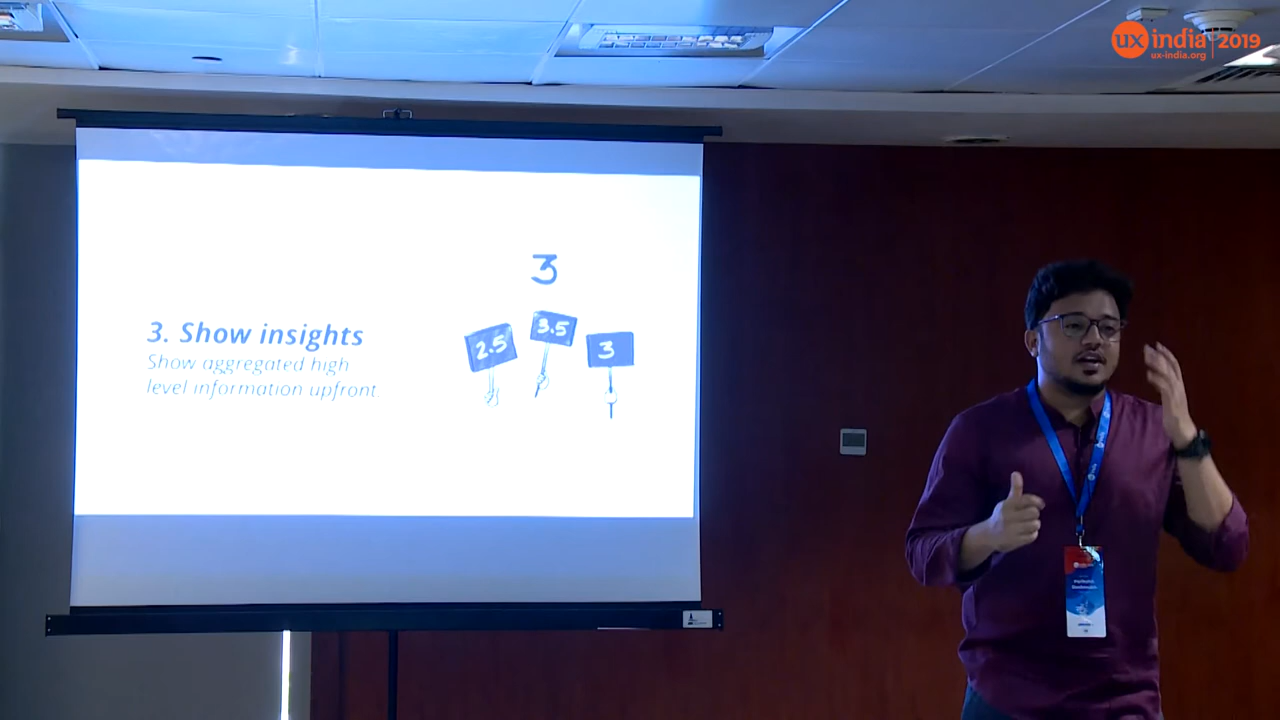 ux india 2019
ux-india.org
3
3. Show insights
Show aggregated high
level information upfront.
2.5
3.5
3